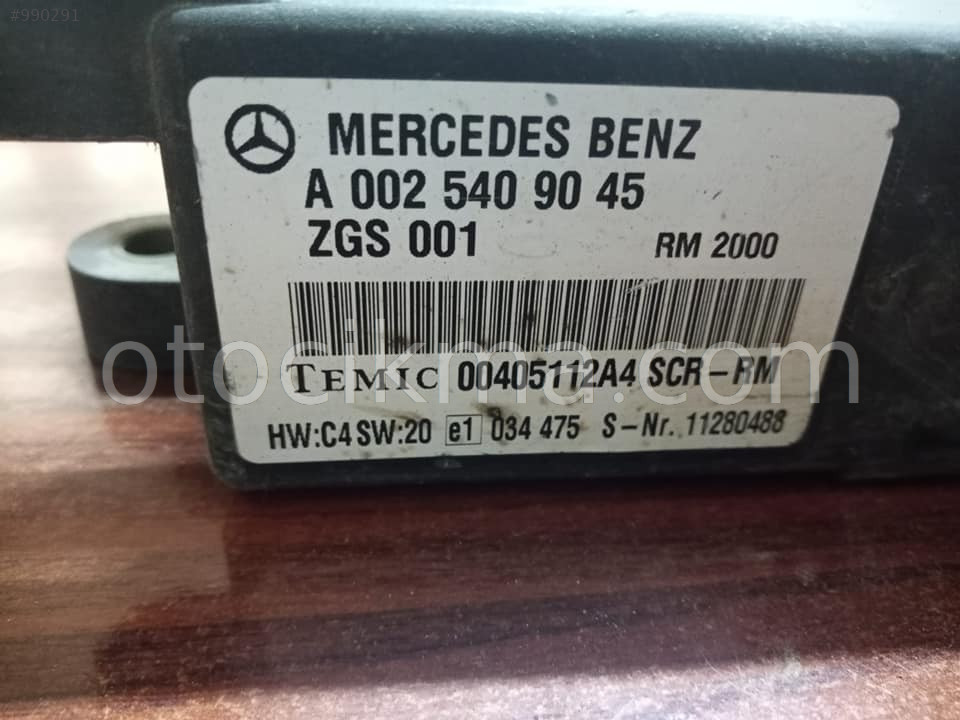 #990291
MERCEDES BENZ
A 002 540 90 45
ZGS 001 RM 2000
otocikma.com
TEMIC 00405112A4 SCR-RM
HW:C4 SW:20 e1 034 475 S-Nr. 11280488